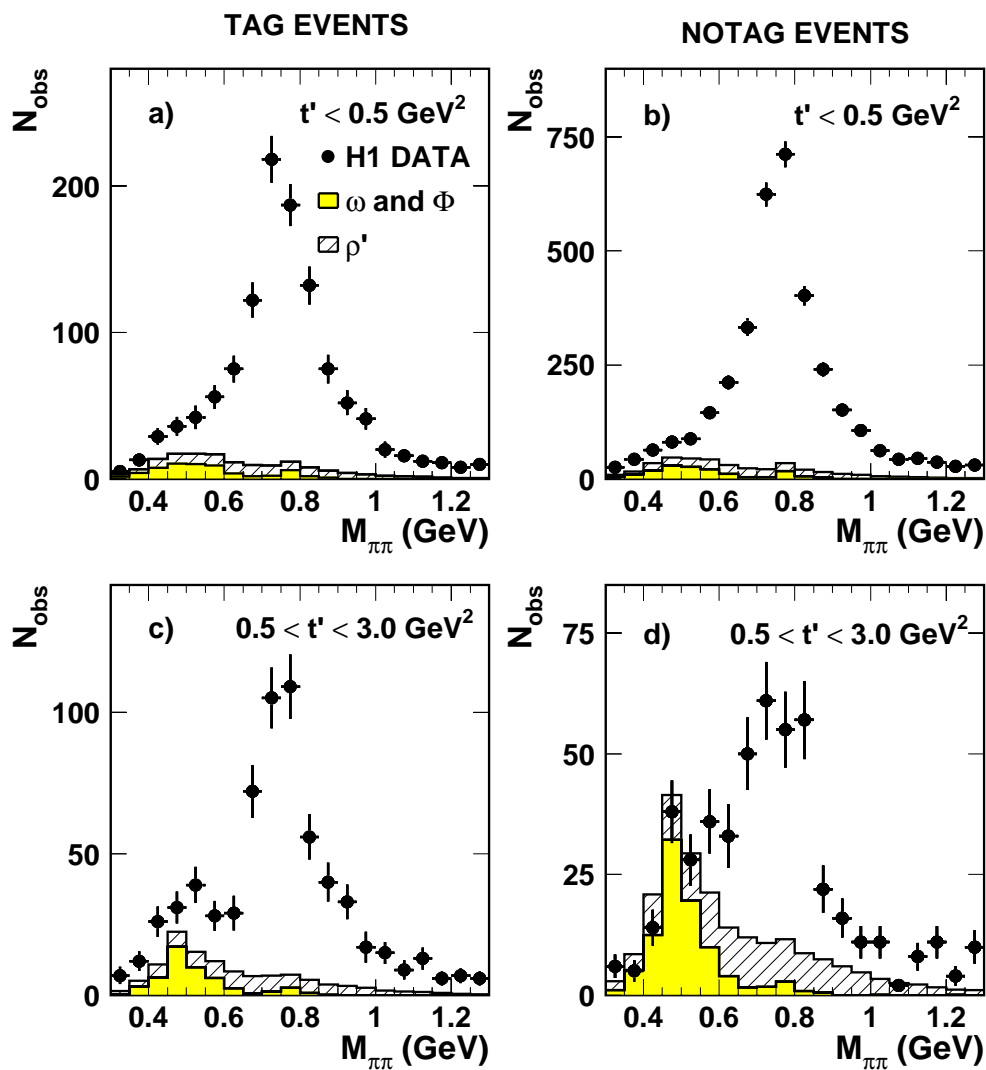 TAG EVENTS
NOTAG EVENTS
N_obs
a)
t' < 0.5 GeV²
H1 DATA
ω and Φ
ρ'
200
100
0
0.4 0.6 0.8 1 1.2
M_ππ (GeV)
N_obs
b)
t' < 0.5 GeV²
750
500
250
0
0.4 0.6 0.8 1 1.2
M_ππ (GeV)
N_obs
c)
0.5 < t' < 3.0 GeV²
100
50
0
0.4 0.6 0.8 1 1.2
M_ππ (GeV)
N_obs
d)
0.5 < t' < 3.0 GeV²
75
50
25
0
0.4 0.6 0.8 1 1.2
M_ππ (GeV)